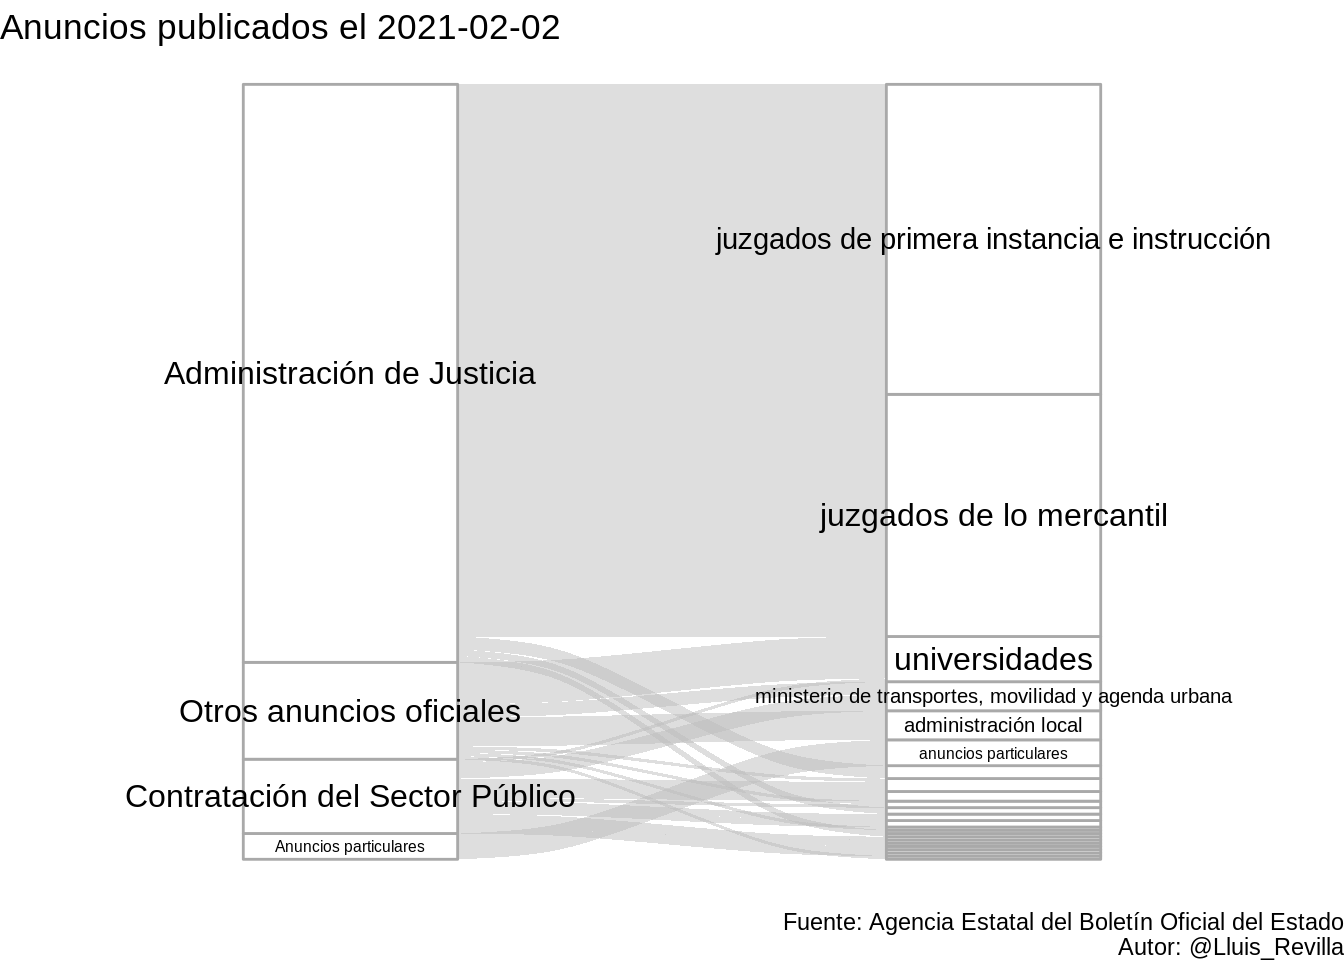 Anuncios publicados el 2021-02-02
juzgados de primera instancia e instrucción
Administración de Justicia
juzgados de lo mercantil
universidades
ministerio de transportes, movilidad y agenda urbana
Otros anuncios oficiales
administración local
anuncios particulares
Contratación del Sector Público
Anuncios particulares
Fuente: Agencia Estatal del Boletín Oficial del Estado
Autor: @Lluis_Revilla